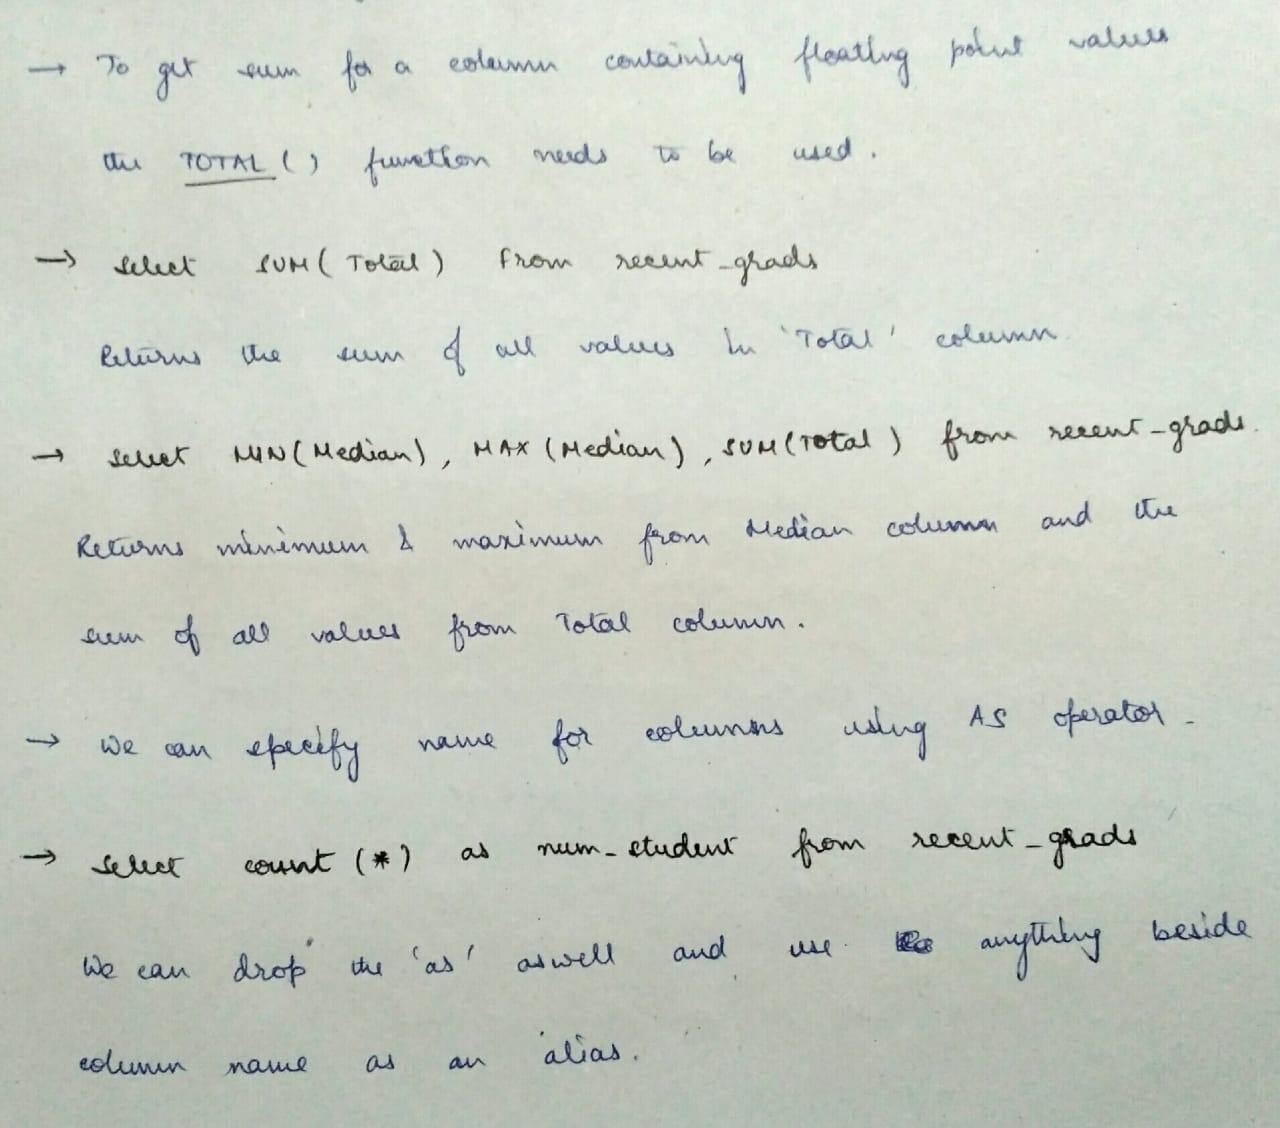 → To get sum for a column containing floating point values
the TOTAL () function needs to be used.
→ Select SUM( Total ) from recent_grads
Returns the sum of all values in 'Total' column.
→ select MIN(Median), MAX (Median), SUM(Total) from recent_grads.
Returns minimum & maximum from Median column and the
sum of all values from Total column.
→ We can specify name for columns using AS operator.
→ Select count (*) as num_student from recent_grads
We can drop the 'as' aswell and use anything beside
column name as an alias.